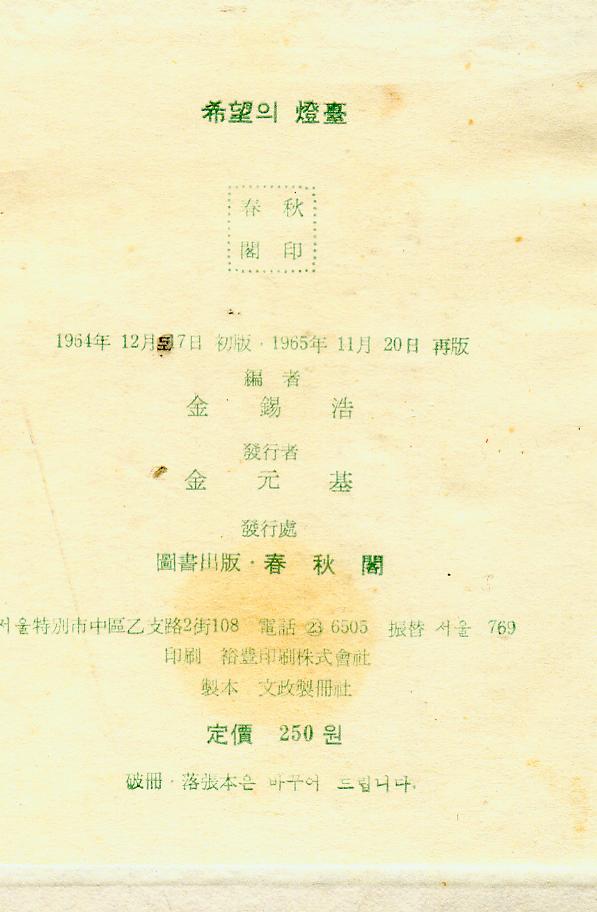 希望의 燈臺
春 秋
閣 印
1964年 12月 17日 初版·1965年 11月 20日 再版
編 者
金 錫 浩
發行者
金 元 基
發行處
圖書出版·春 秋 閣
서울特別市中區乙支路2街108 電話 ㉓ 6505 振替 서울 769
印刷 裕豊印刷株式會社
製本 文政製冊社
定價 250 원
破冊·落張本은 바꾸어 드립니다.